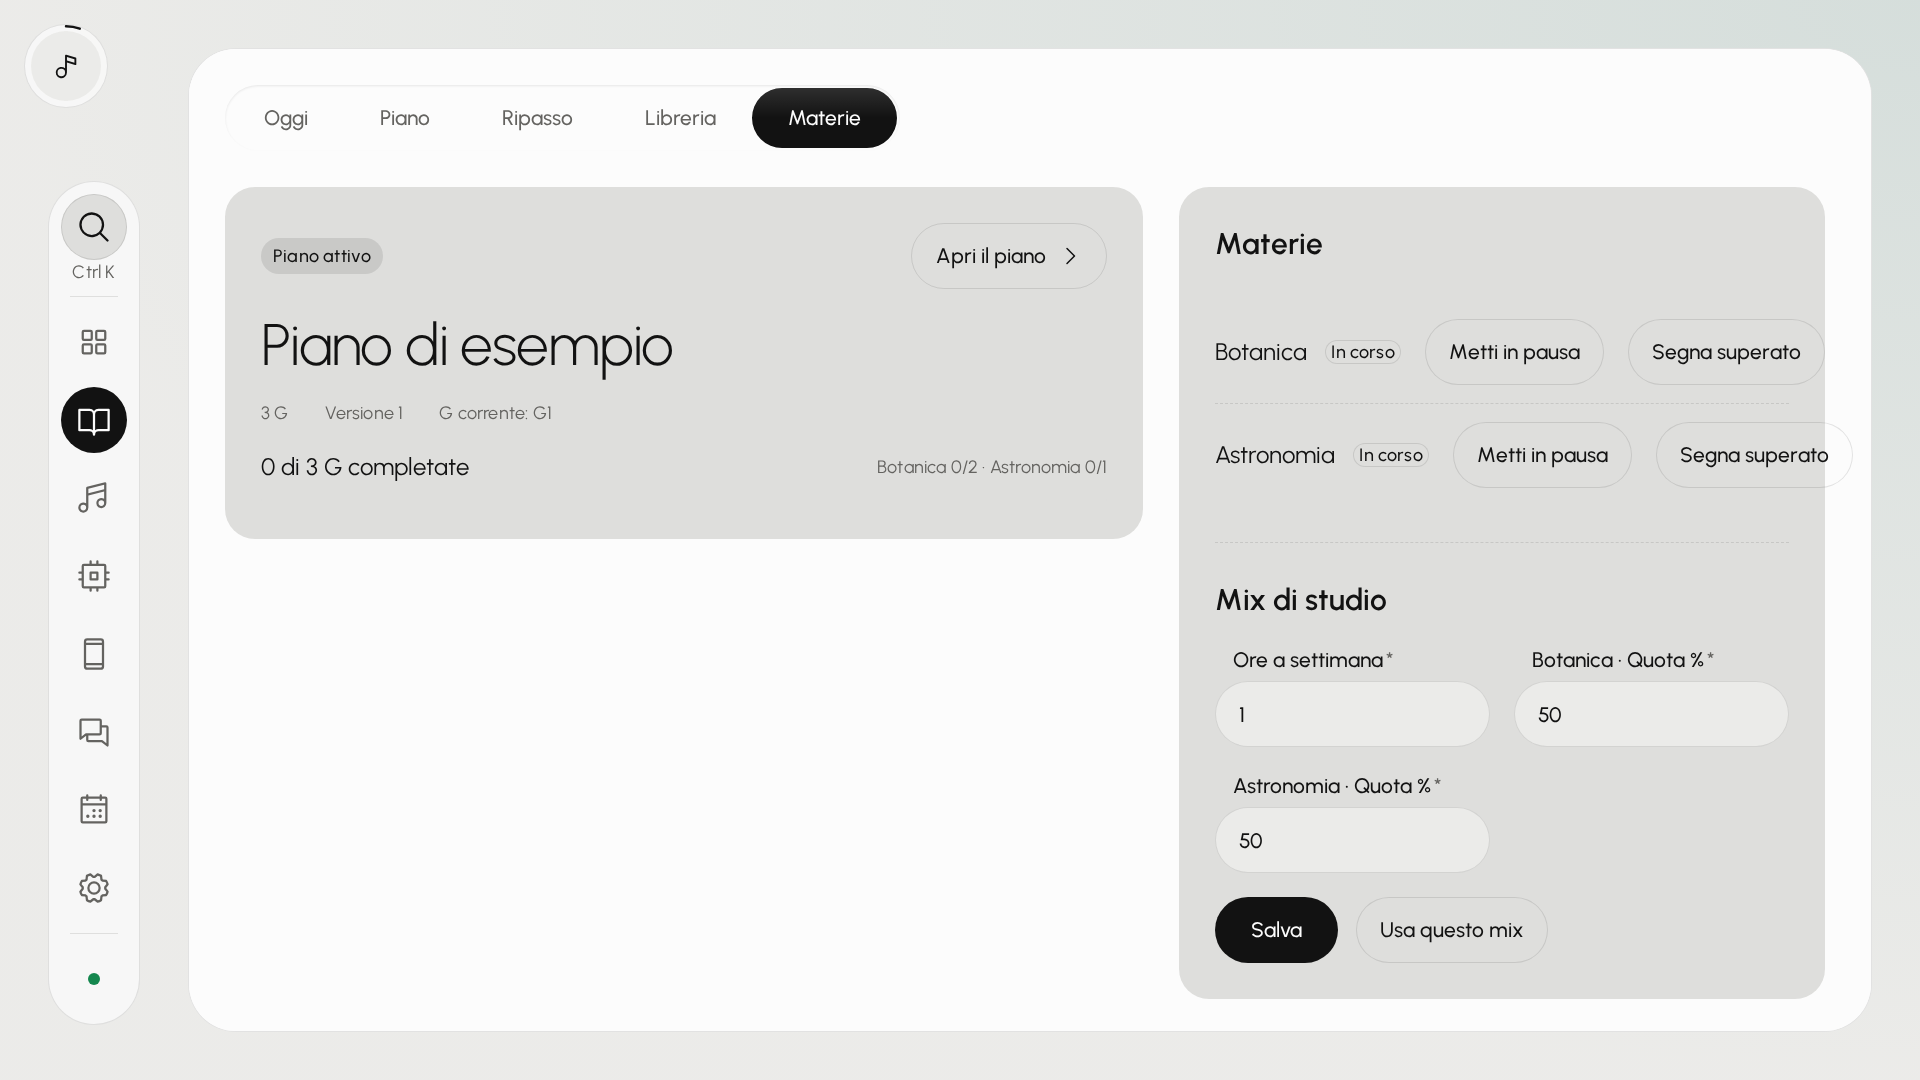 Oggi Piano Ripasso Libreria Materie
Ctrl K
Piano attivo
Apri il piano
Piano di esempio
3 G Versione 1 G corrente: G1
0 di 3 G completate
Botanica 0/2 · Astronomia 0/1
Materie
Botanica In corso Metti in pausa Segna superato
Astronomia In corso Metti in pausa Segna superato
Mix di studio
Ore a settimana* Botanica · Quota %*
1 50
Astronomia · Quota %*
50
Salva Usa questo mix